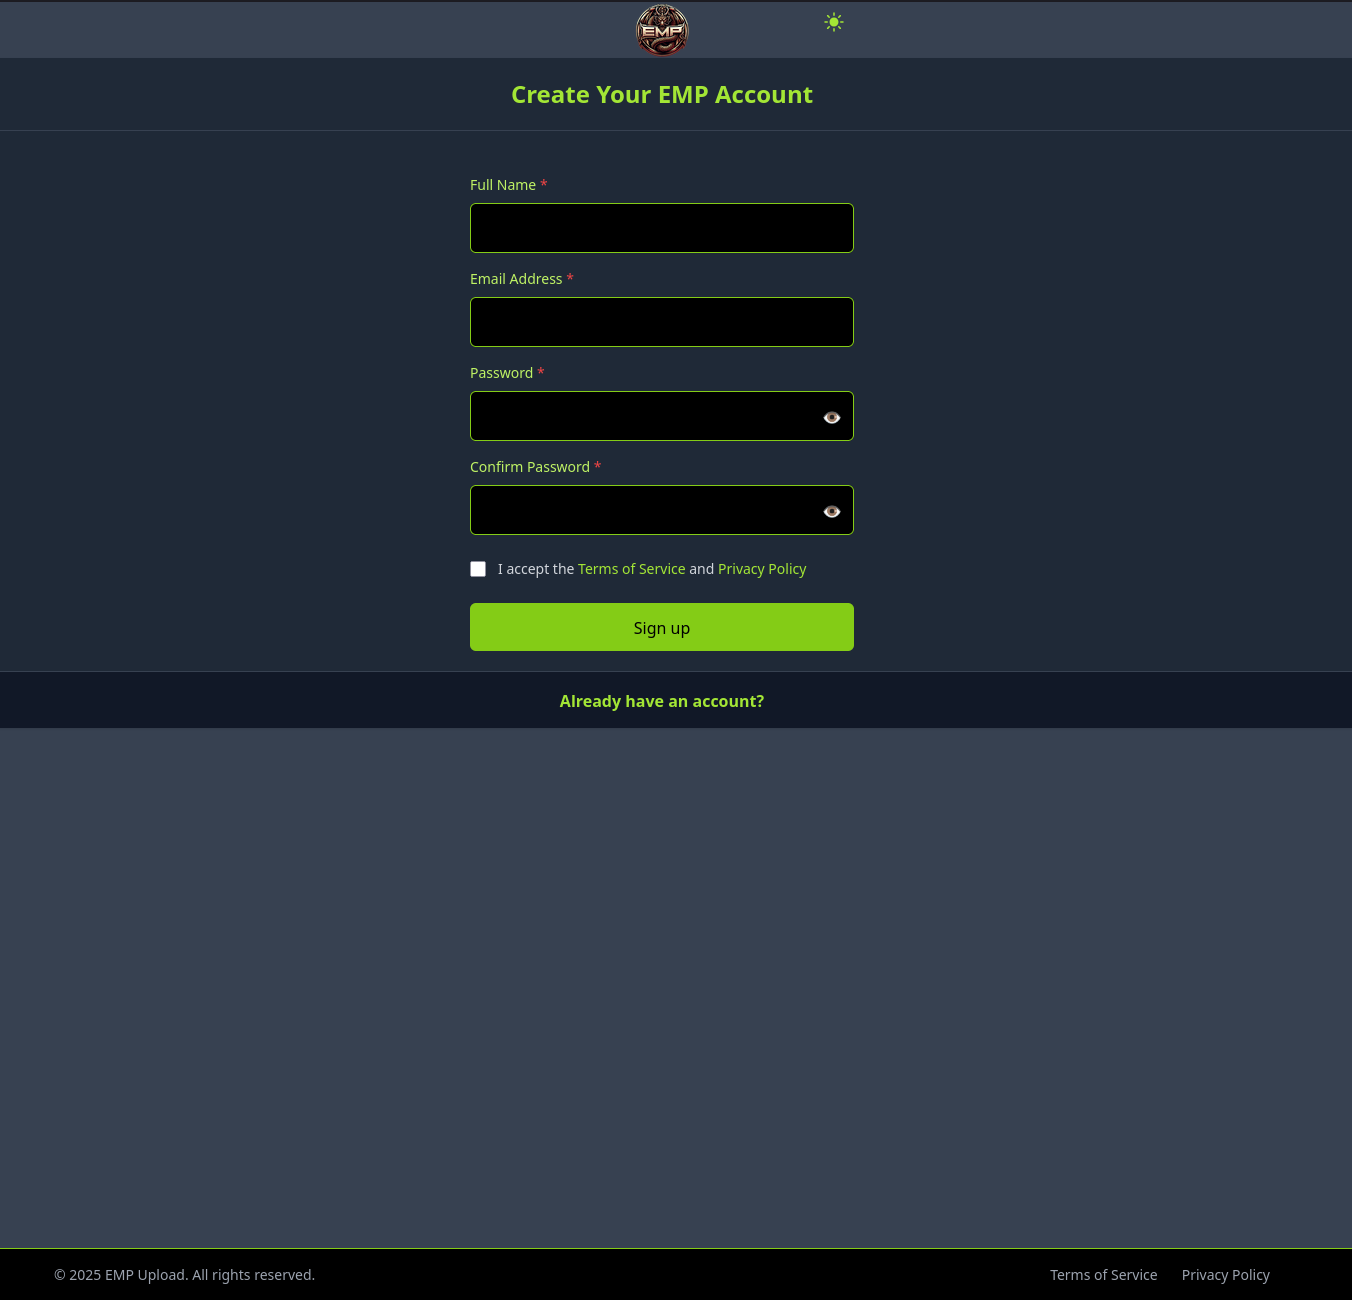 EMP
Create Your EMP Account
Full Name *
Email Address *
Password *
Confirm Password *
I accept the Terms of Service and Privacy Policy
Sign up
Already have an account?
© 2025 EMP Upload. All rights reserved.
Terms of Service
Privacy Policy